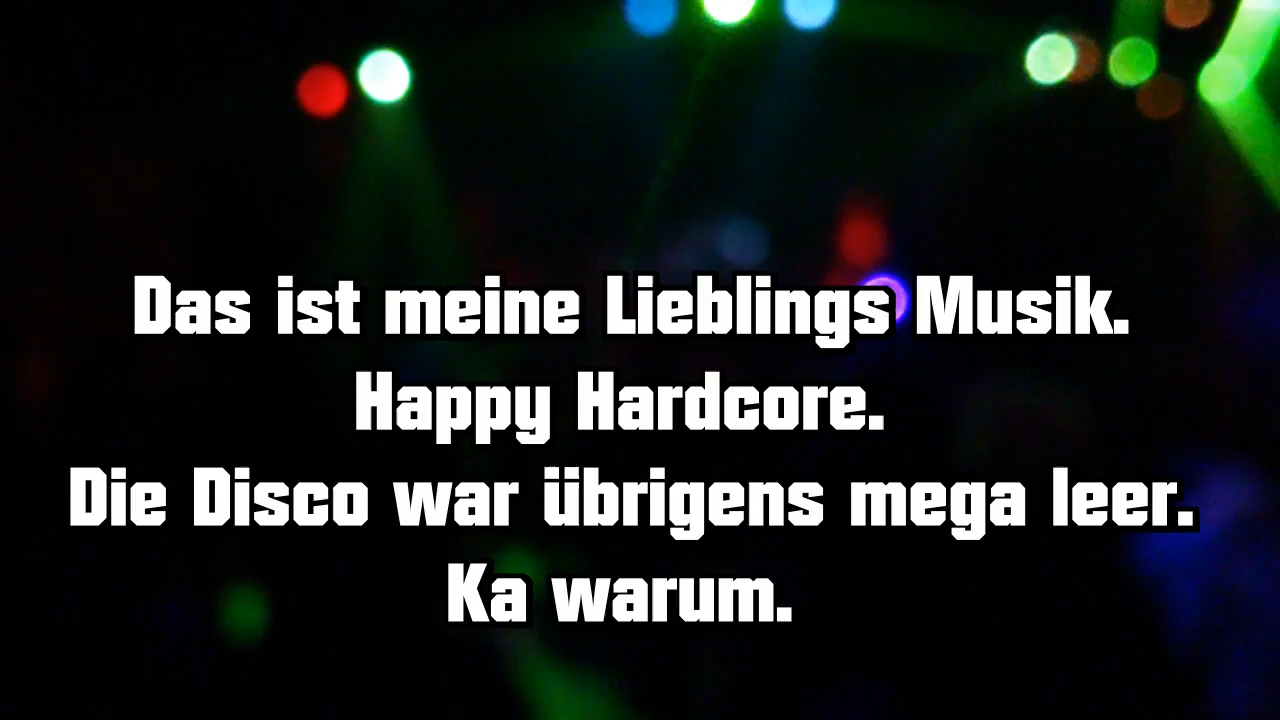 Das ist meine Lieblings Musik.
Happy Hardcore.
Die Disco war übrigens mega leer.
Ka warum.